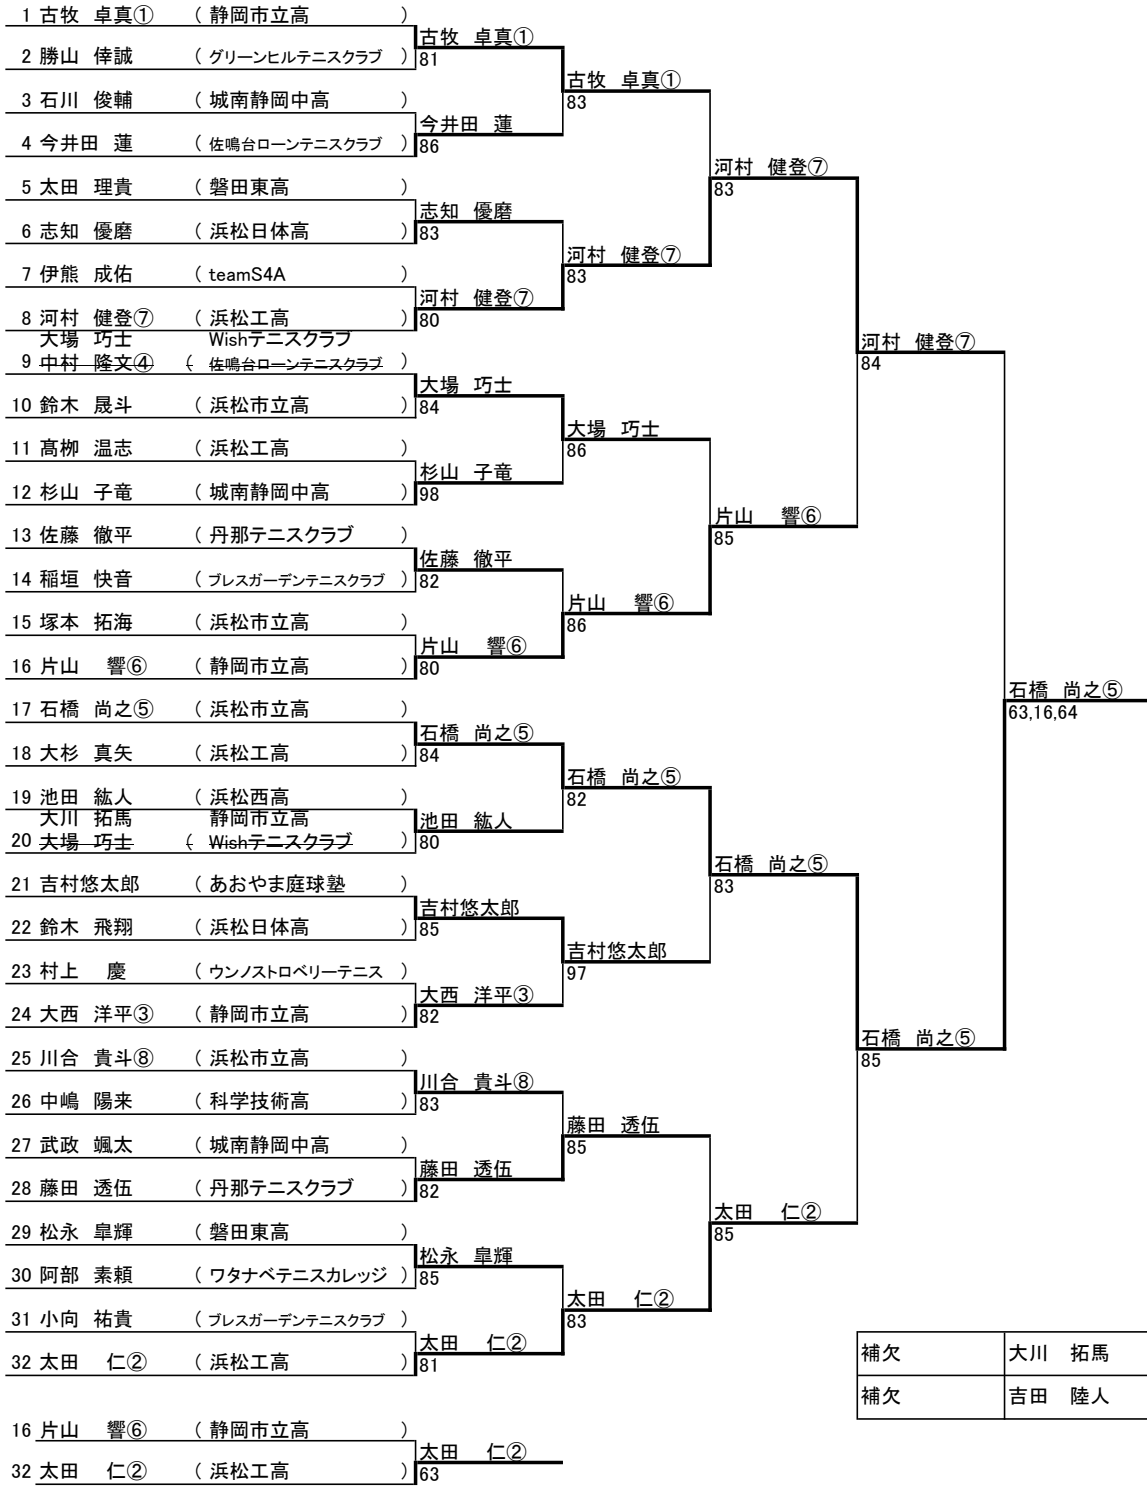 1 古牧 卓真① ( 静岡市立高 )
古牧 卓真①
2 勝山 倖誠 ( グリーンヒルテニスクラブ ) 81
古牧 卓真①
3 石川 俊輔 ( 城南静岡中高 ) 83
今井田 蓮
4 今井田 蓮 ( 佐鳴台ローンテニスクラブ ) 86
河村 健登⑦
5 太田 理貴 ( 磐田東高 ) 83
志知 優磨
6 志知 優磨 ( 浜松日体高 ) 83
河村 健登⑦
7 伊熊 成佑 ( teamS4A ) 83
河村 健登⑦
8 河村 健登⑦ ( 浜松工高 ) 80
大場 巧士 Wishテニスクラブ
河村 健登⑦
9 中村 隆文④ ( 佐鳴台ローンテニスクラブ ) 84
大場 巧士
10 鈴木 晟斗 ( 浜松市立高 ) 84
大場 巧士
11 髙栁 温志 ( 浜松工高 ) 86
杉山 子竜
12 杉山 子竜 ( 城南静岡中高 ) 98
片山 響⑥
13 佐藤 徹平 ( 丹那テニスクラブ ) 85
佐藤 徹平
14 稲垣 快音 ( ブレスガーデンテニスクラブ ) 82
片山 響⑥
15 塚本 拓海 ( 浜松市立高 ) 86
片山 響⑥
16 片山 響⑥ ( 静岡市立高 ) 80
石橋 尚之⑤
17 石橋 尚之⑤ ( 浜松市立高 ) 63,16,64
石橋 尚之⑤
18 大杉 真矢 ( 浜松工高 ) 84
石橋 尚之⑤
19 池田 紘人 ( 浜松西高 ) 82
大川 拓馬 静岡市立高
池田 紘人
20 大場 巧士 ( Wishテニスクラブ ) 80
石橋 尚之⑤
21 吉村悠太郎 ( あおやま庭球塾 ) 83
吉村悠太郎
22 鈴木 飛翔 ( 浜松日体高 ) 85
吉村悠太郎
23 村上 慶 ( ウンノストロベリーテニス ) 97
大西 洋平③
24 大西 洋平③ ( 静岡市立高 ) 82
石橋 尚之⑤
25 川合 貴斗⑧ ( 浜松市立高 ) 85
川合 貴斗⑧
26 中嶋 陽来 ( 科学技術高 ) 83
藤田 透伍
27 武政 颯太 ( 城南静岡中高 ) 85
藤田 透伍
28 藤田 透伍 ( 丹那テニスクラブ ) 82
太田 仁②
29 松永 皐輝 ( 磐田東高 ) 85
松永 皐輝
30 阿部 素頼 ( ワタナベテニスカレッジ ) 85
太田 仁②
31 小向 祐貴 ( ブレスガーデンテニスクラブ ) 83
太田 仁②
32 太田 仁② ( 浜松工高 ) 81
補欠 大川 拓馬
補欠 吉田 陸人
16 片山 響⑥ ( 静岡市立高 )
太田 仁②
32 太田 仁② ( 浜松工高 ) 63